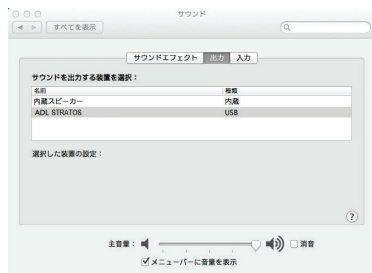 サウンド
すべてを表示
サウンドエフェクト 出力 入力
サウンドを出力する装置を選択：
名前 種類
内蔵スピーカー 内蔵
ADL STRATOS USB
選択した装置の設定：
?
主音量： 消音
メニューバーに音量を表示